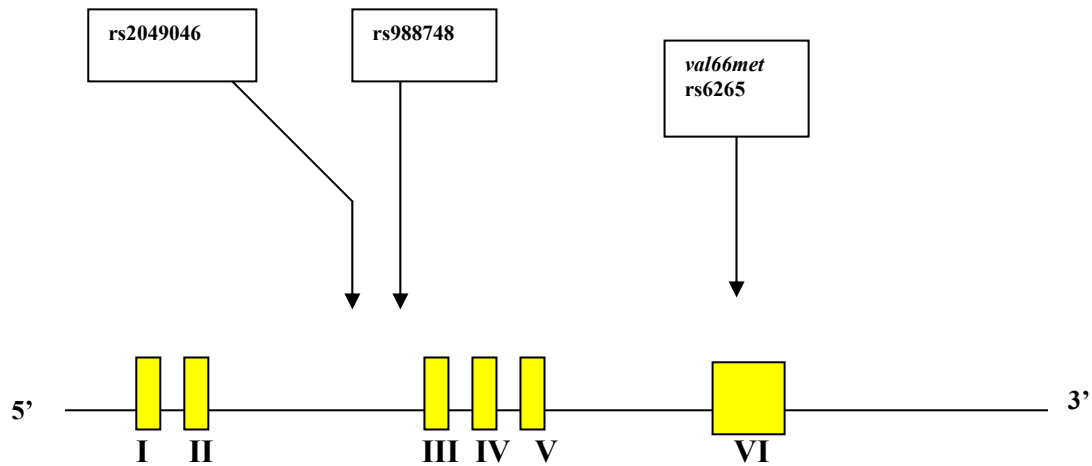 rs2049046
rs988748
val66met
rs6265
5’
3’
I II III IV V VI